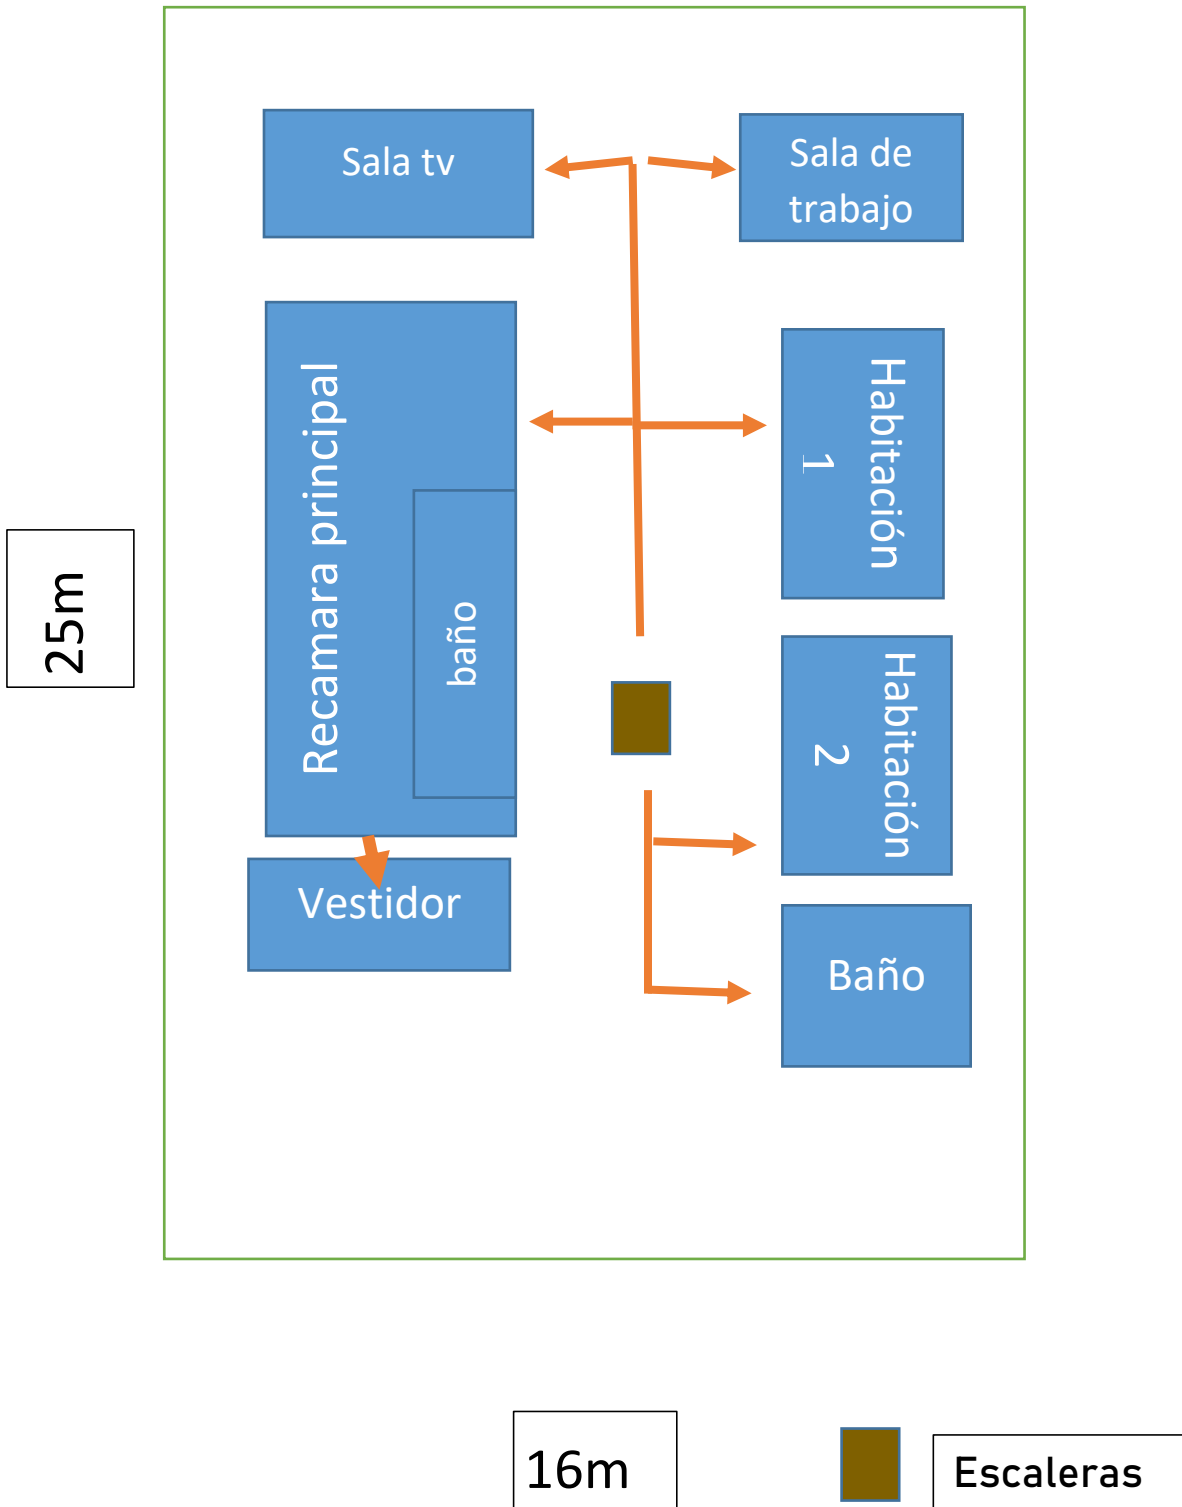 Sala tv
Sala de
trabajo
Recamara principal
baño
Habitación
1
25m
Habitación
2
Vestidor
Baño
16m
Escaleras